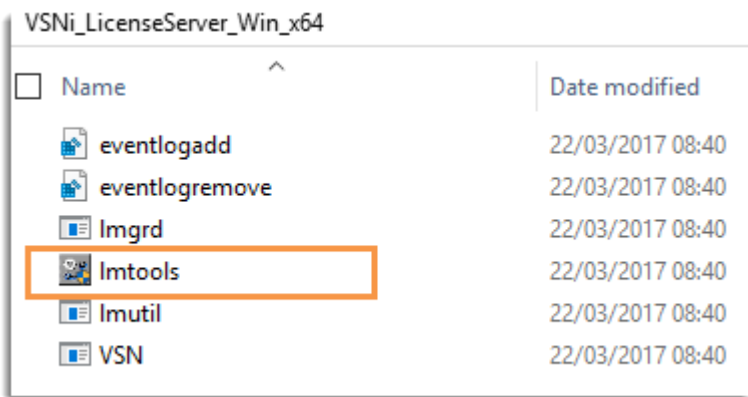 VSNi_LicenseServer_Win_x64
Name Date modified
eventlogadd 22/03/2017 08:40
eventlogremove 22/03/2017 08:40
lmgrd 22/03/2017 08:40
lmtools 22/03/2017 08:40
lmutil 22/03/2017 08:40
VSN 22/03/2017 08:40